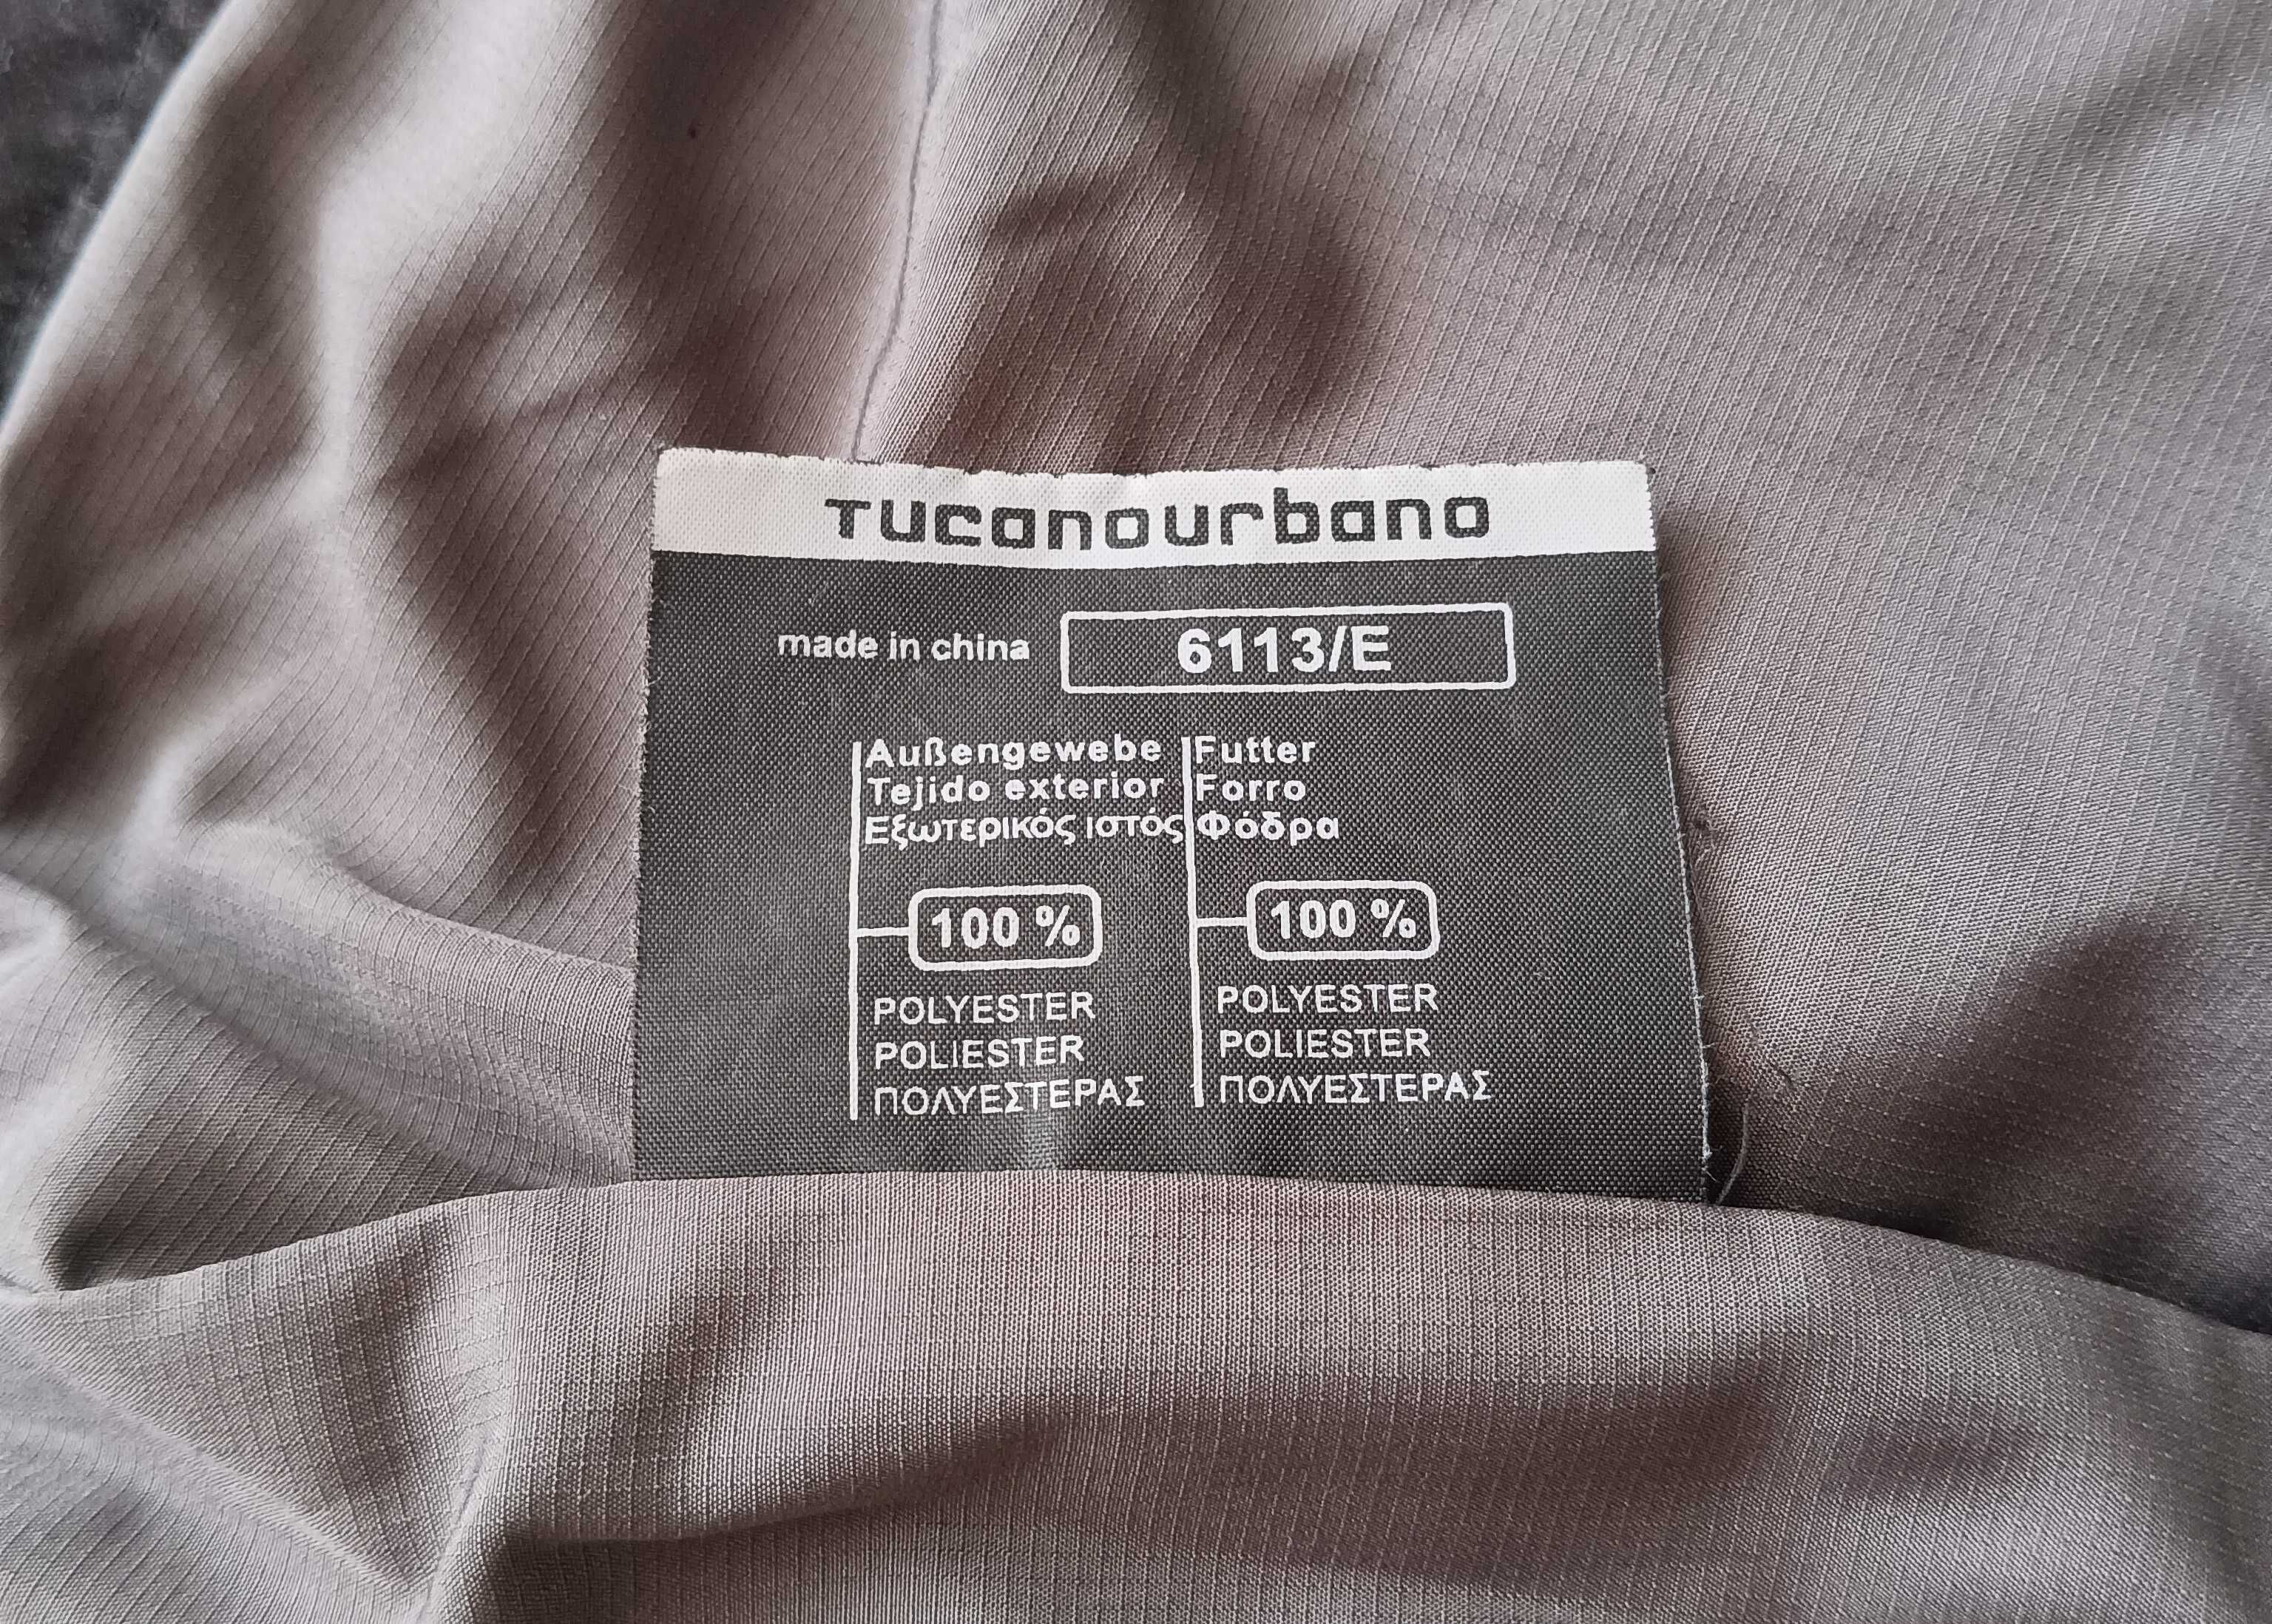 Tucanourbano
made in china 6113/E
Außengewebe
Tejido exterior
Εξωτερικός ιστός
100 %
POLYESTER
POLIESTER
ΠΟΛΥΕΣΤΕΡΑΣ
Futter
Forro
Φόδρα
100 %
POLYESTER
POLIESTER
ΠΟΛΥΕΣΤΕΡΑΣ